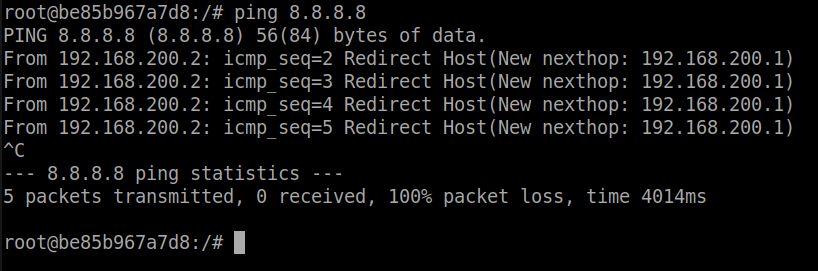 root@be85b967a7d8:/# ping 8.8.8.8
PING 8.8.8.8 (8.8.8.8) 56(84) bytes of data.
From 192.168.200.2: icmp_seq=2 Redirect Host(New nexthop: 192.168.200.1)
From 192.168.200.2: icmp_seq=3 Redirect Host(New nexthop: 192.168.200.1)
From 192.168.200.2: icmp_seq=4 Redirect Host(New nexthop: 192.168.200.1)
From 192.168.200.2: icmp_seq=5 Redirect Host(New nexthop: 192.168.200.1)
^C
--- 8.8.8.8 ping statistics ---
5 packets transmitted, 0 received, 100% packet loss, time 4014ms
root@be85b967a7d8:/#